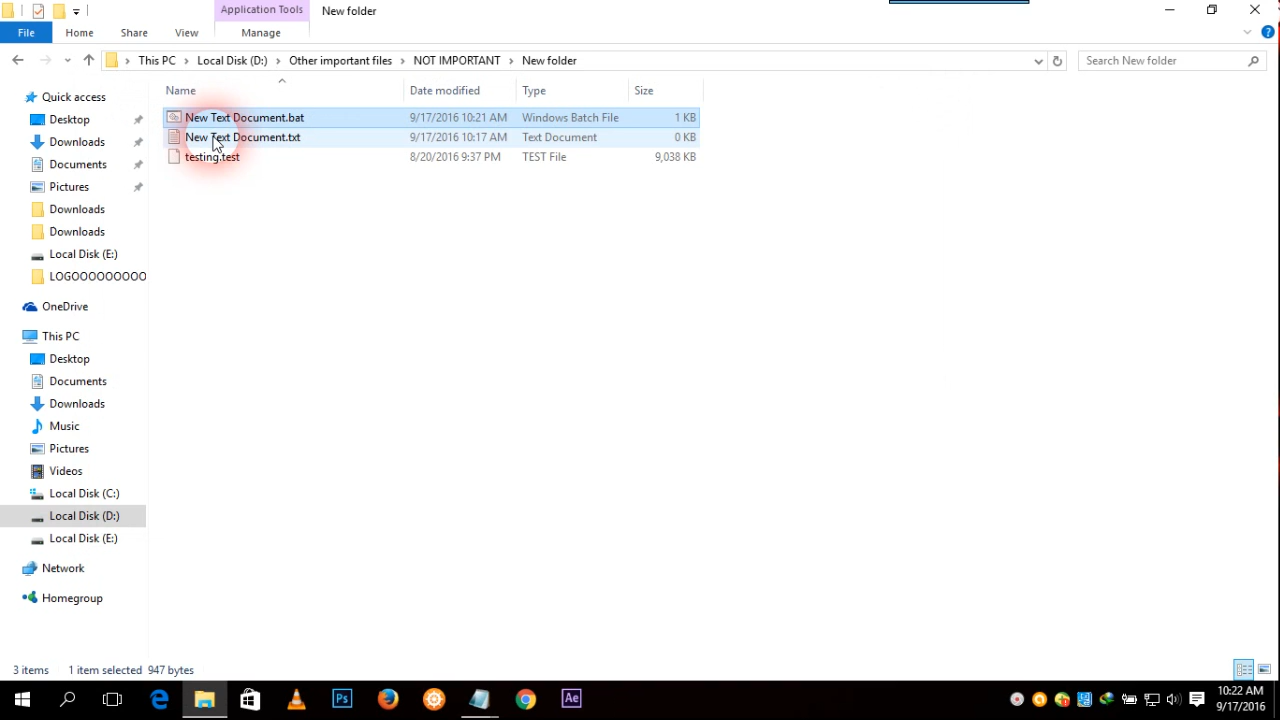 Application Tools New folder
File Home Share View Manage
This PC Local Disk (D:) Other important files NOT IMPORTANT New folder Search New folder
Name Date modified Type Size
New Text Document.bat 9/17/2016 10:21 AM Windows Batch File 1 KB
New Text Document.txt 9/17/2016 10:17 AM Text Document 0 KB
testing.test 8/20/2016 9:37 PM TEST File 9,038 KB
Quick access
Desktop
Downloads
Documents
Pictures
Downloads
Downloads
Local Disk (E:)
LOGOOOOOOOOO
OneDrive
This PC
Desktop
Documents
Downloads
Music
Pictures
Videos
Local Disk (C:)
Local Disk (D:)
Local Disk (E:)
Network
Homegroup
3 items 1 item selected 947 bytes
Ps Ae 10:22 AM
9/17/2016